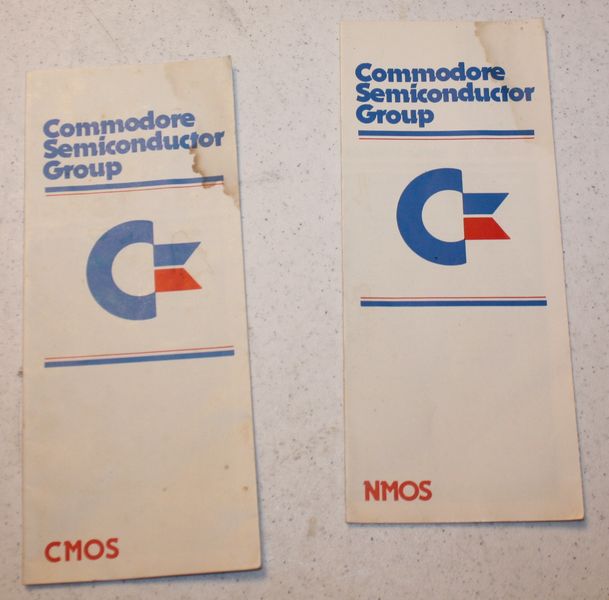 Commodore
Semiconductor
Group
CMOS
Commodore
Semiconductor
Group
NMOS